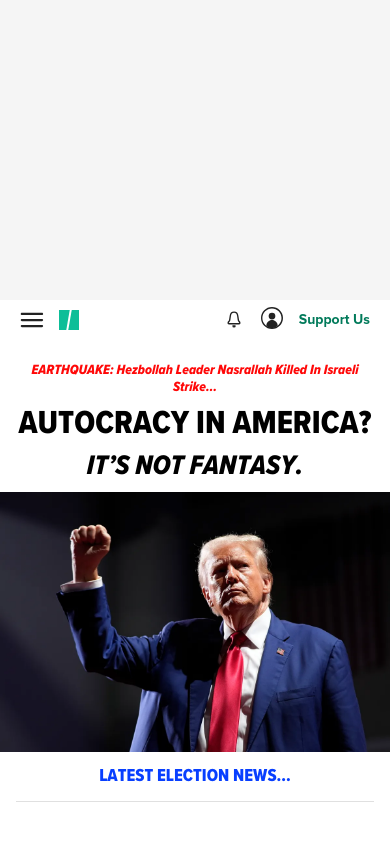 Support Us
EARTHQUAKE: Hezbollah Leader Nasrallah Killed In Israeli
Strike...
AUTOCRACY IN AMERICA?
IT’S NOT FANTASY.
LATEST ELECTION NEWS...